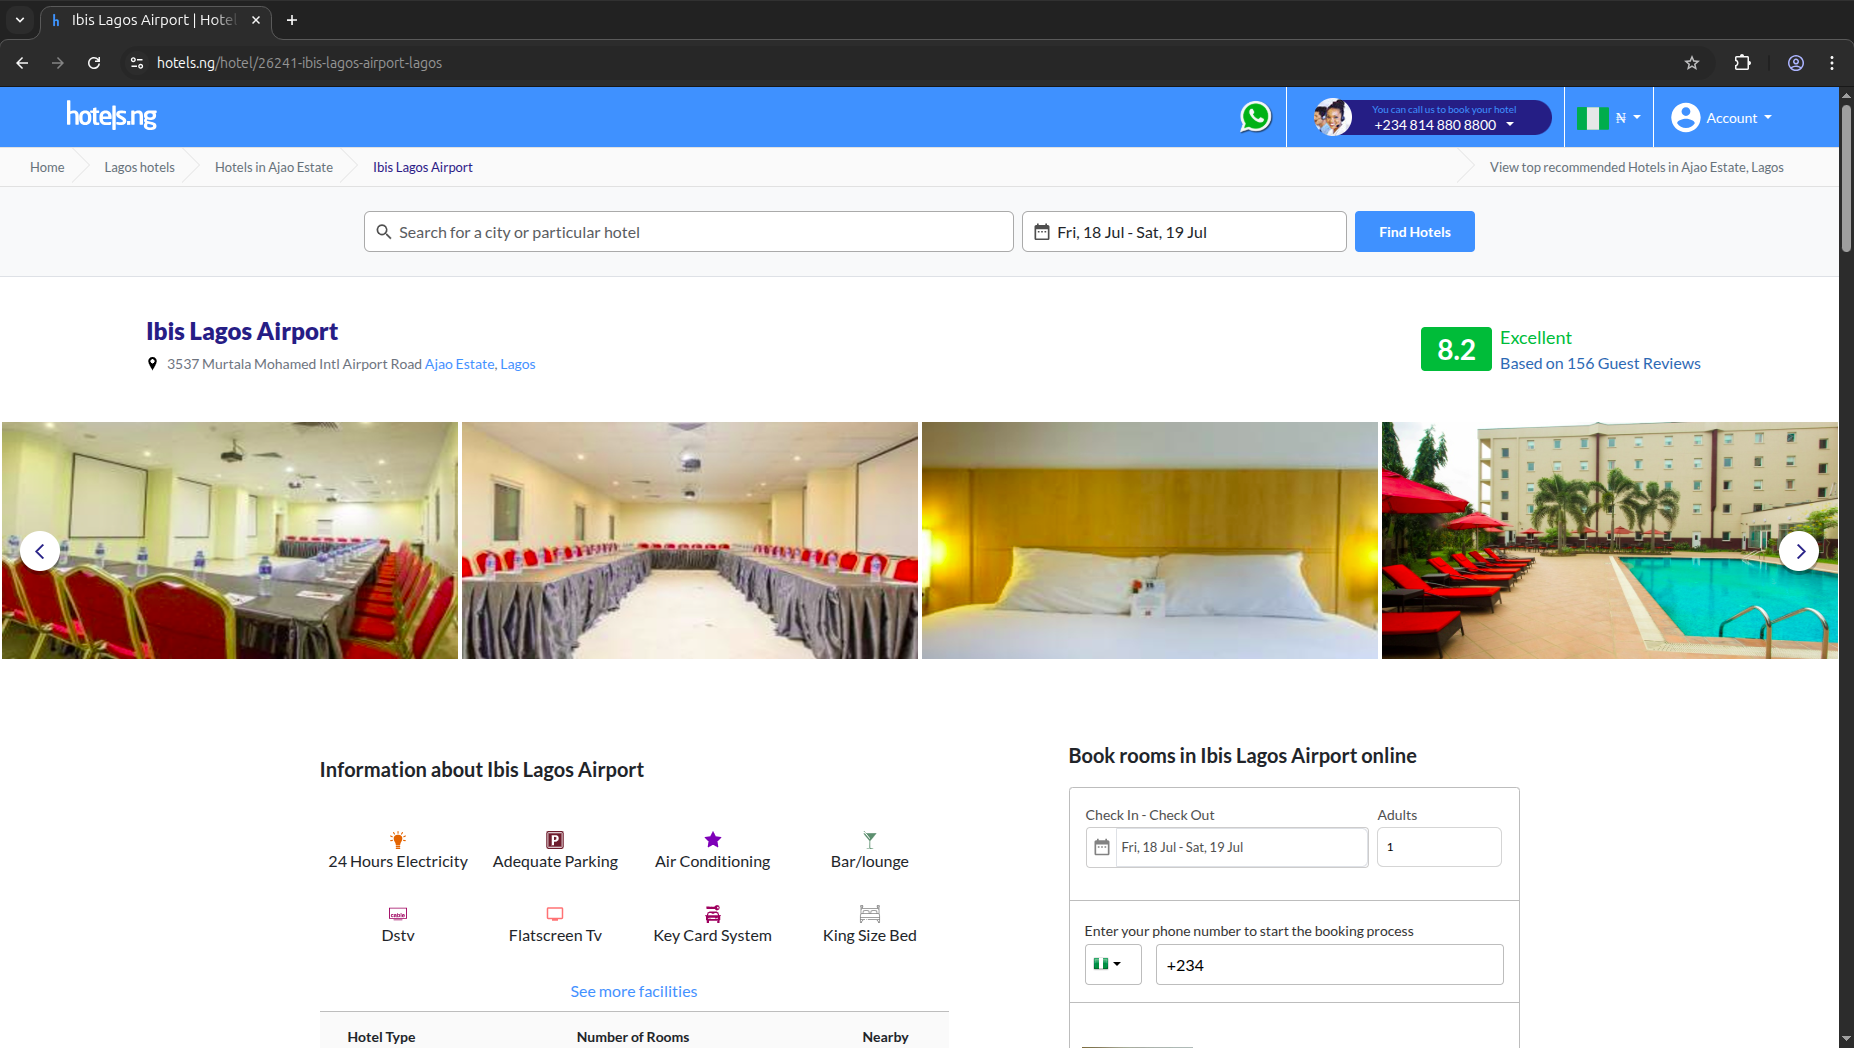 Ibis Lagos Airport | Hotel
hotels.ng/hotel/26241-ibis-lagos-airport-lagos
hotels.ng
You can call us to book your hotel
+234 814 880 8800
₦
Account
Home
Lagos hotels
Hotels in Ajao Estate
Ibis Lagos Airport
View top recommended Hotels in Ajao Estate, Lagos
Search for a city or particular hotel
Fri, 18 Jul - Sat, 19 Jul
Find Hotels
Ibis Lagos Airport
3537 Murtala Mohamed Intl Airport Road Ajao Estate, Lagos
8.2
Excellent
Based on 156 Guest Reviews
Information about Ibis Lagos Airport
24 Hours Electricity
Adequate Parking
Air Conditioning
Bar/lounge
Dstv
Flatscreen Tv
Key Card System
King Size Bed
See more facilities
Hotel Type
Number of Rooms
Nearby
Book rooms in Ibis Lagos Airport online
Check In - Check Out
Adults
Fri, 18 Jul - Sat, 19 Jul
1
Enter your phone number to start the booking process
+234